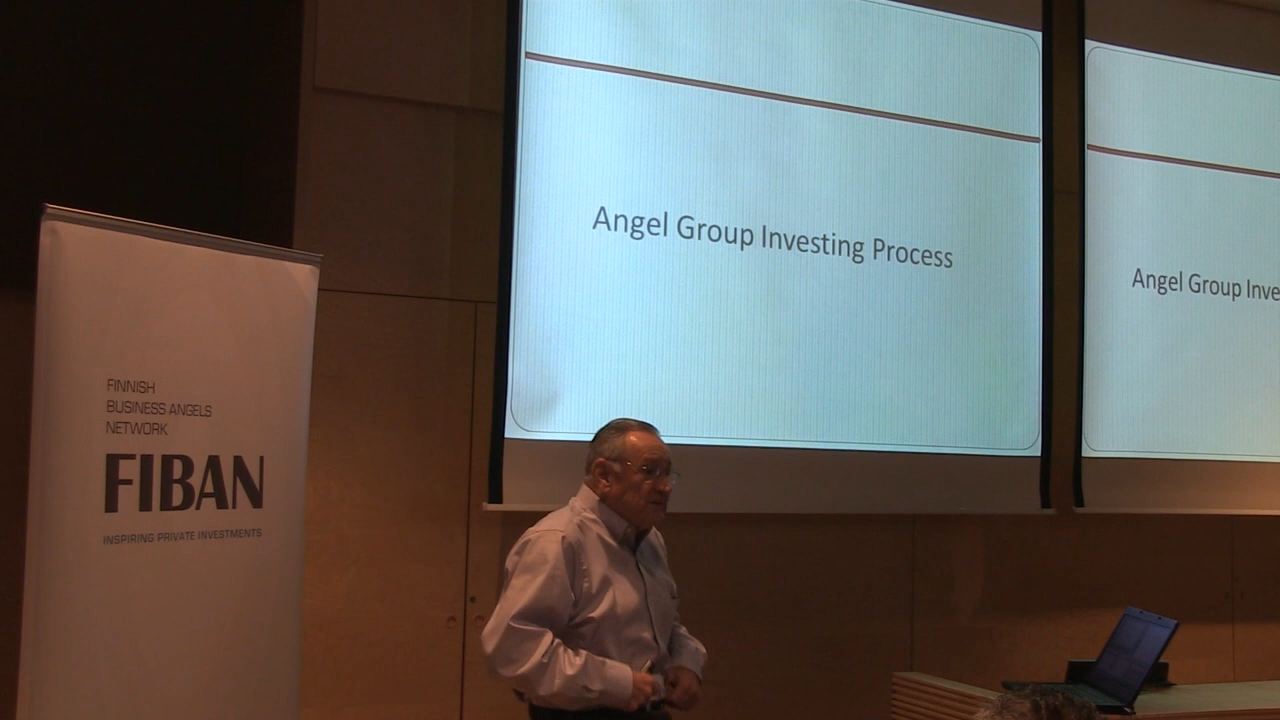 FINNISH
BUSINESS ANGELS
NETWORK
FIBAN
INSPIRING PRIVATE INVESTMENTS
Angel Group Investing Process
Angel Group Inve